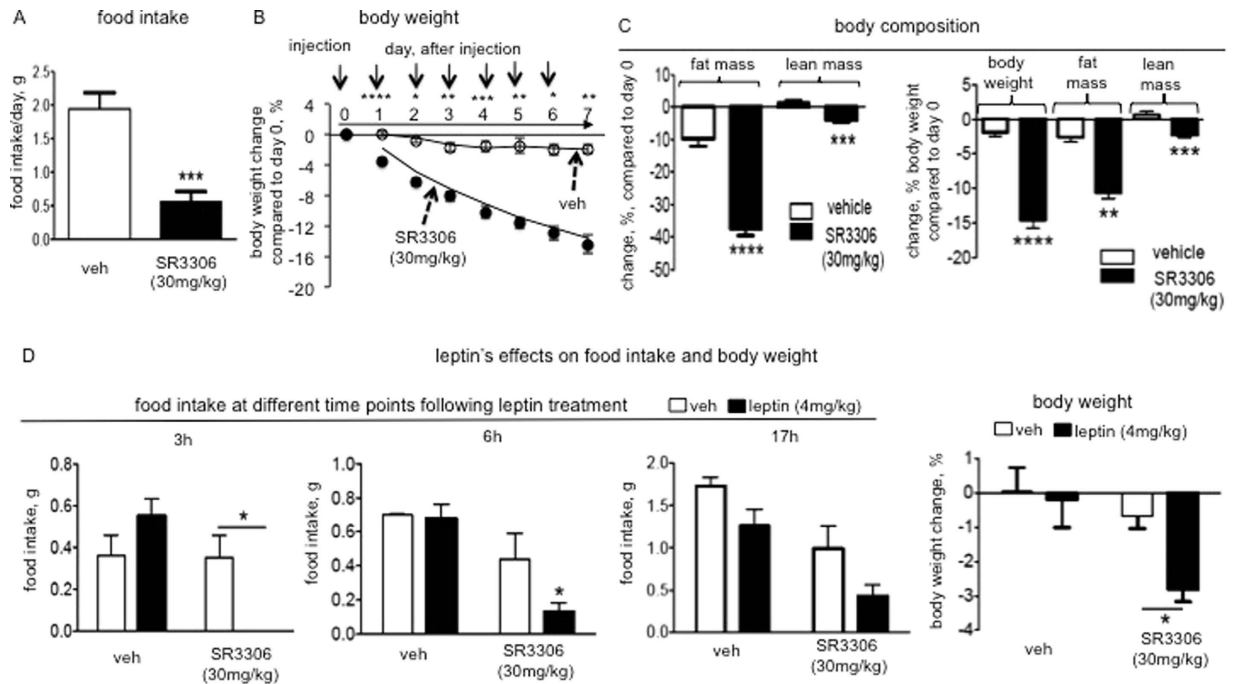 A
food intake
food intake/day, g
2.5
2.0
1.5
1.0
0.5
0.0
***
veh
SR3306
(30mg/kg)
B
body weight
injection
day, after injection
**** * ** *** ** * **
0 1 2 3 4 5 6 7
body weight change
compared to day 0, %
4
0
-4
-8
-12
-16
-20
veh
SR3306
(30mg/kg)
C
body composition
fat mass
lean mass
change, %, compared to day 0
10
0
-10
-20
-30
-40
-50
***
****
vehicle
SR3306
(30mg/kg)
body
weight
fat
mass
lean
mass
change, % body weight
compared to day 0
5
0
-5
-10
-15
-20
***
**
****
vehicle
SR3306
(30mg/kg)
D
leptin's effects on food intake and body weight
food intake at different time points following leptin treatment
veh
leptin (4mg/kg)
3h
food intake, g
0.8
0.6
0.4
0.2
0.0
*
veh
SR3306
(30mg/kg)
6h
food intake, g
1.0
0.8
0.6
0.4
0.2
0.0
*
veh
SR3306
(30mg/kg)
17h
food intake, g
2.0
1.5
1.0
0.5
0.0
veh
SR3306
(30mg/kg)
body weight
veh
leptin (4mg/kg)
body weight change, %
1
0
-1
-2
-3
-4
*
veh
SR3306
(30mg/kg)